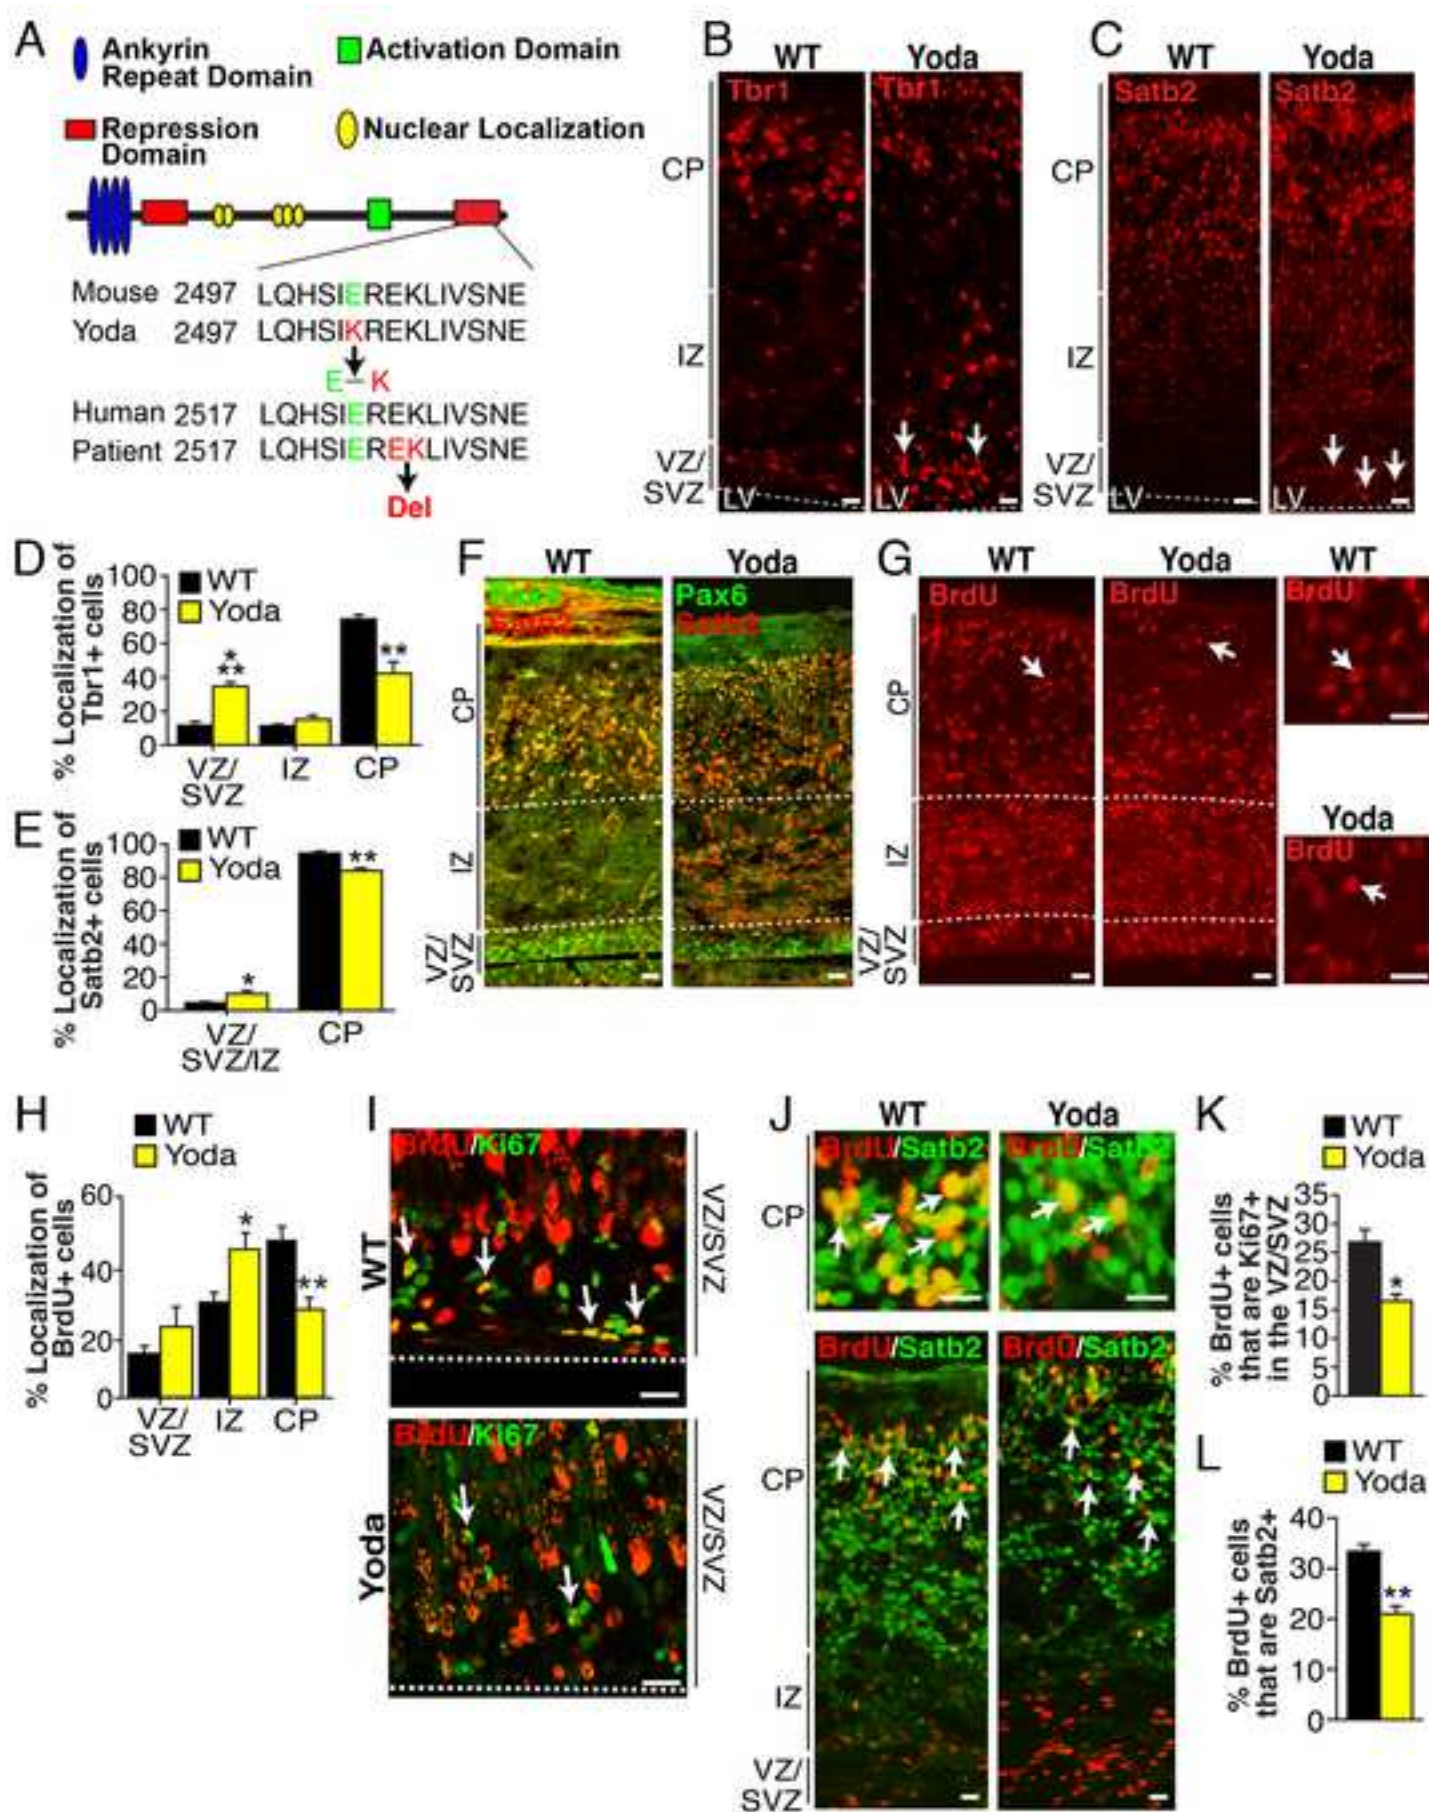 A
Ankyrin
Repeat Domain
Activation Domain
Repression
Domain
Nuclear Localization
Mouse 2497 LQHSIEREKLIVSNE
Yoda 2497 LQHSIKREKLIVSNE
E – K
Human 2517 LQHSIEREKLIVSNE
Patient 2517 LQHSIEREKLIVSNE
Del
B
WT Yoda
Tbr1 Tbr1
CP
IZ
VZ/
SVZ
LV LV
C
WT Yoda
Satb2 Satb2
CP
IZ
VZ/
SVZ
LV LV
D
% Localization of
Tbr1+ cells
100
80
60
40
20
0
WT
Yoda
*
**
**
VZ/
SVZ
IZ CP
E
% Localization of
Satb2+ cells
100
80
60
40
20
0
WT
Yoda
*
**
VZ/
SVZ/IZ
CP
F
WT Yoda
Pax6
Satb2
Pax6
Satb2
CP
IZ
VZ/
SVZ
G
WT Yoda WT
BrdU BrdU BrdU
CP
IZ
VZ/
SVZ
Yoda
BrdU
H
WT
Yoda
% Localization of
BrdU+ cells
60
40
20
0
*
**
VZ/
SVZ
IZ CP
I
BrdU/Ki67
WT
VZ/SVZ
BrdU/Ki67
Yoda
VZ/SVZ
J
WT Yoda
BrdU/Satb2 BrdU/Satb2
CP
BrdU/Satb2 BrdU/Satb2
CP
IZ
VZ/
SVZ
K
WT
Yoda
% BrdU+ cells
that are Ki67+
in the VZ/SVZ
35
30
25
20
15
10
5
0
*
L
WT
Yoda
% BrdU+ cells
that are Satb2+
40
30
20
10
0
**